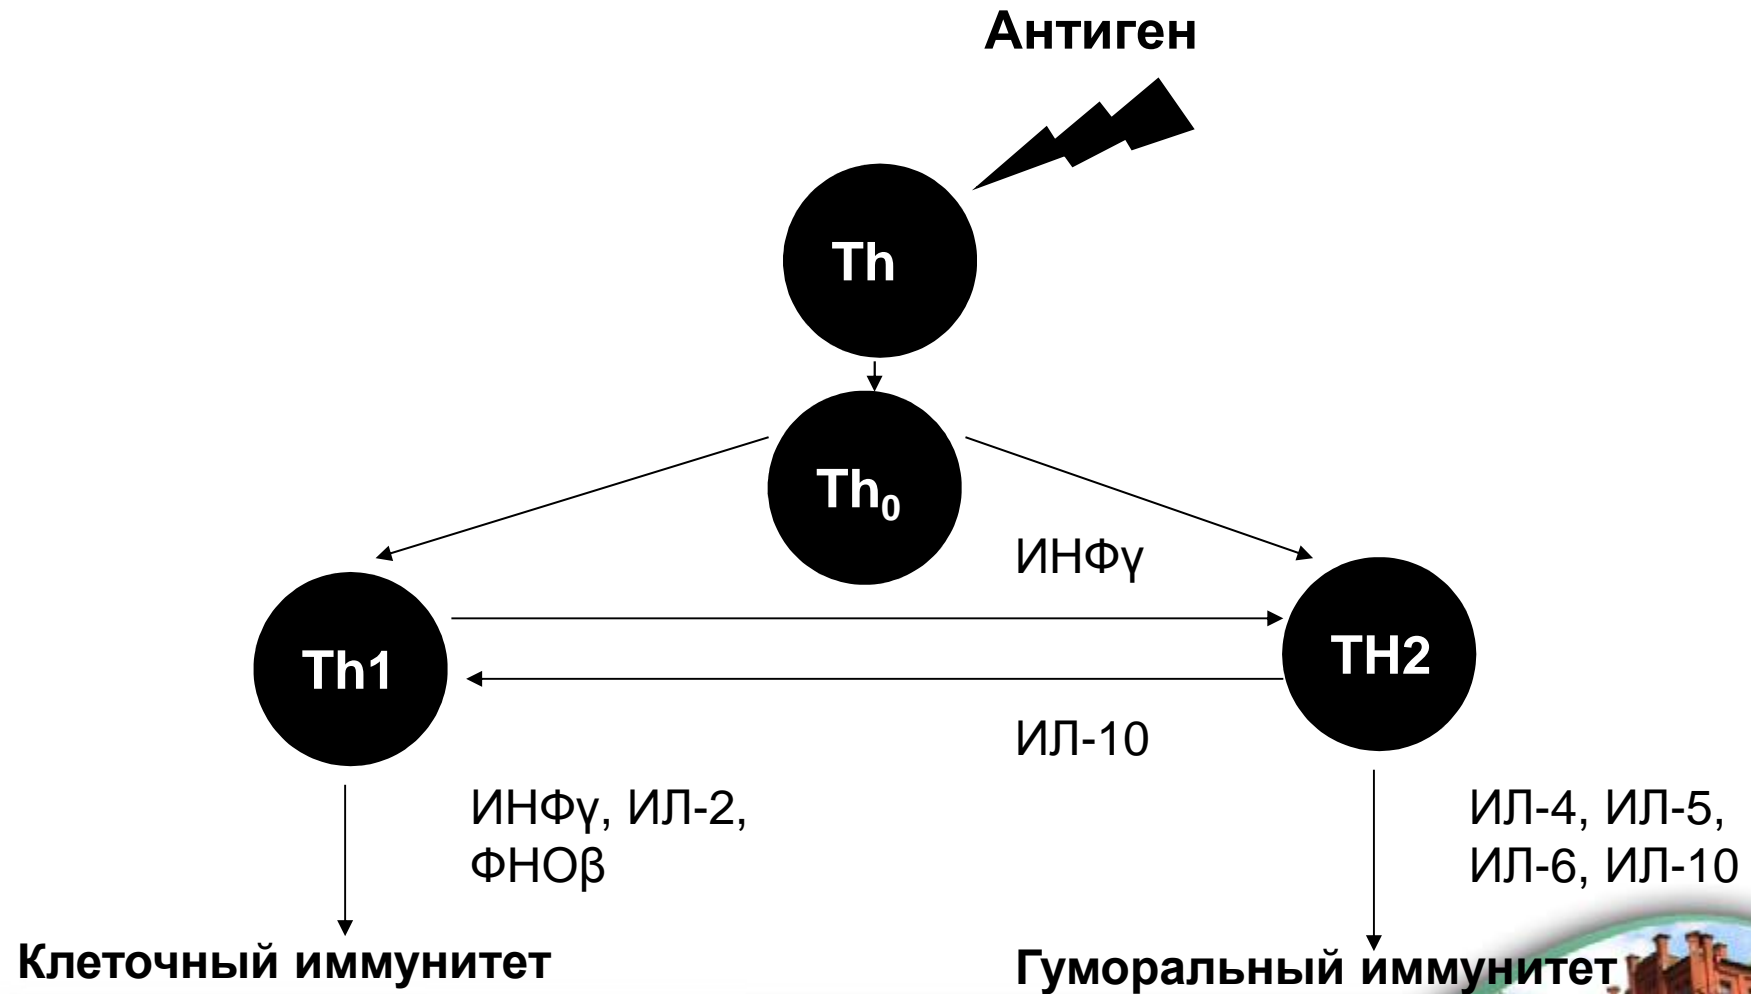 Антиген
Th
Th₀
ИНФγ
Th1
TH2
ИЛ-10
ИНФγ, ИЛ-2,
ФНОβ
ИЛ-4, ИЛ-5,
ИЛ-6, ИЛ-10
Клеточный иммунитет
Гуморальный иммунитет